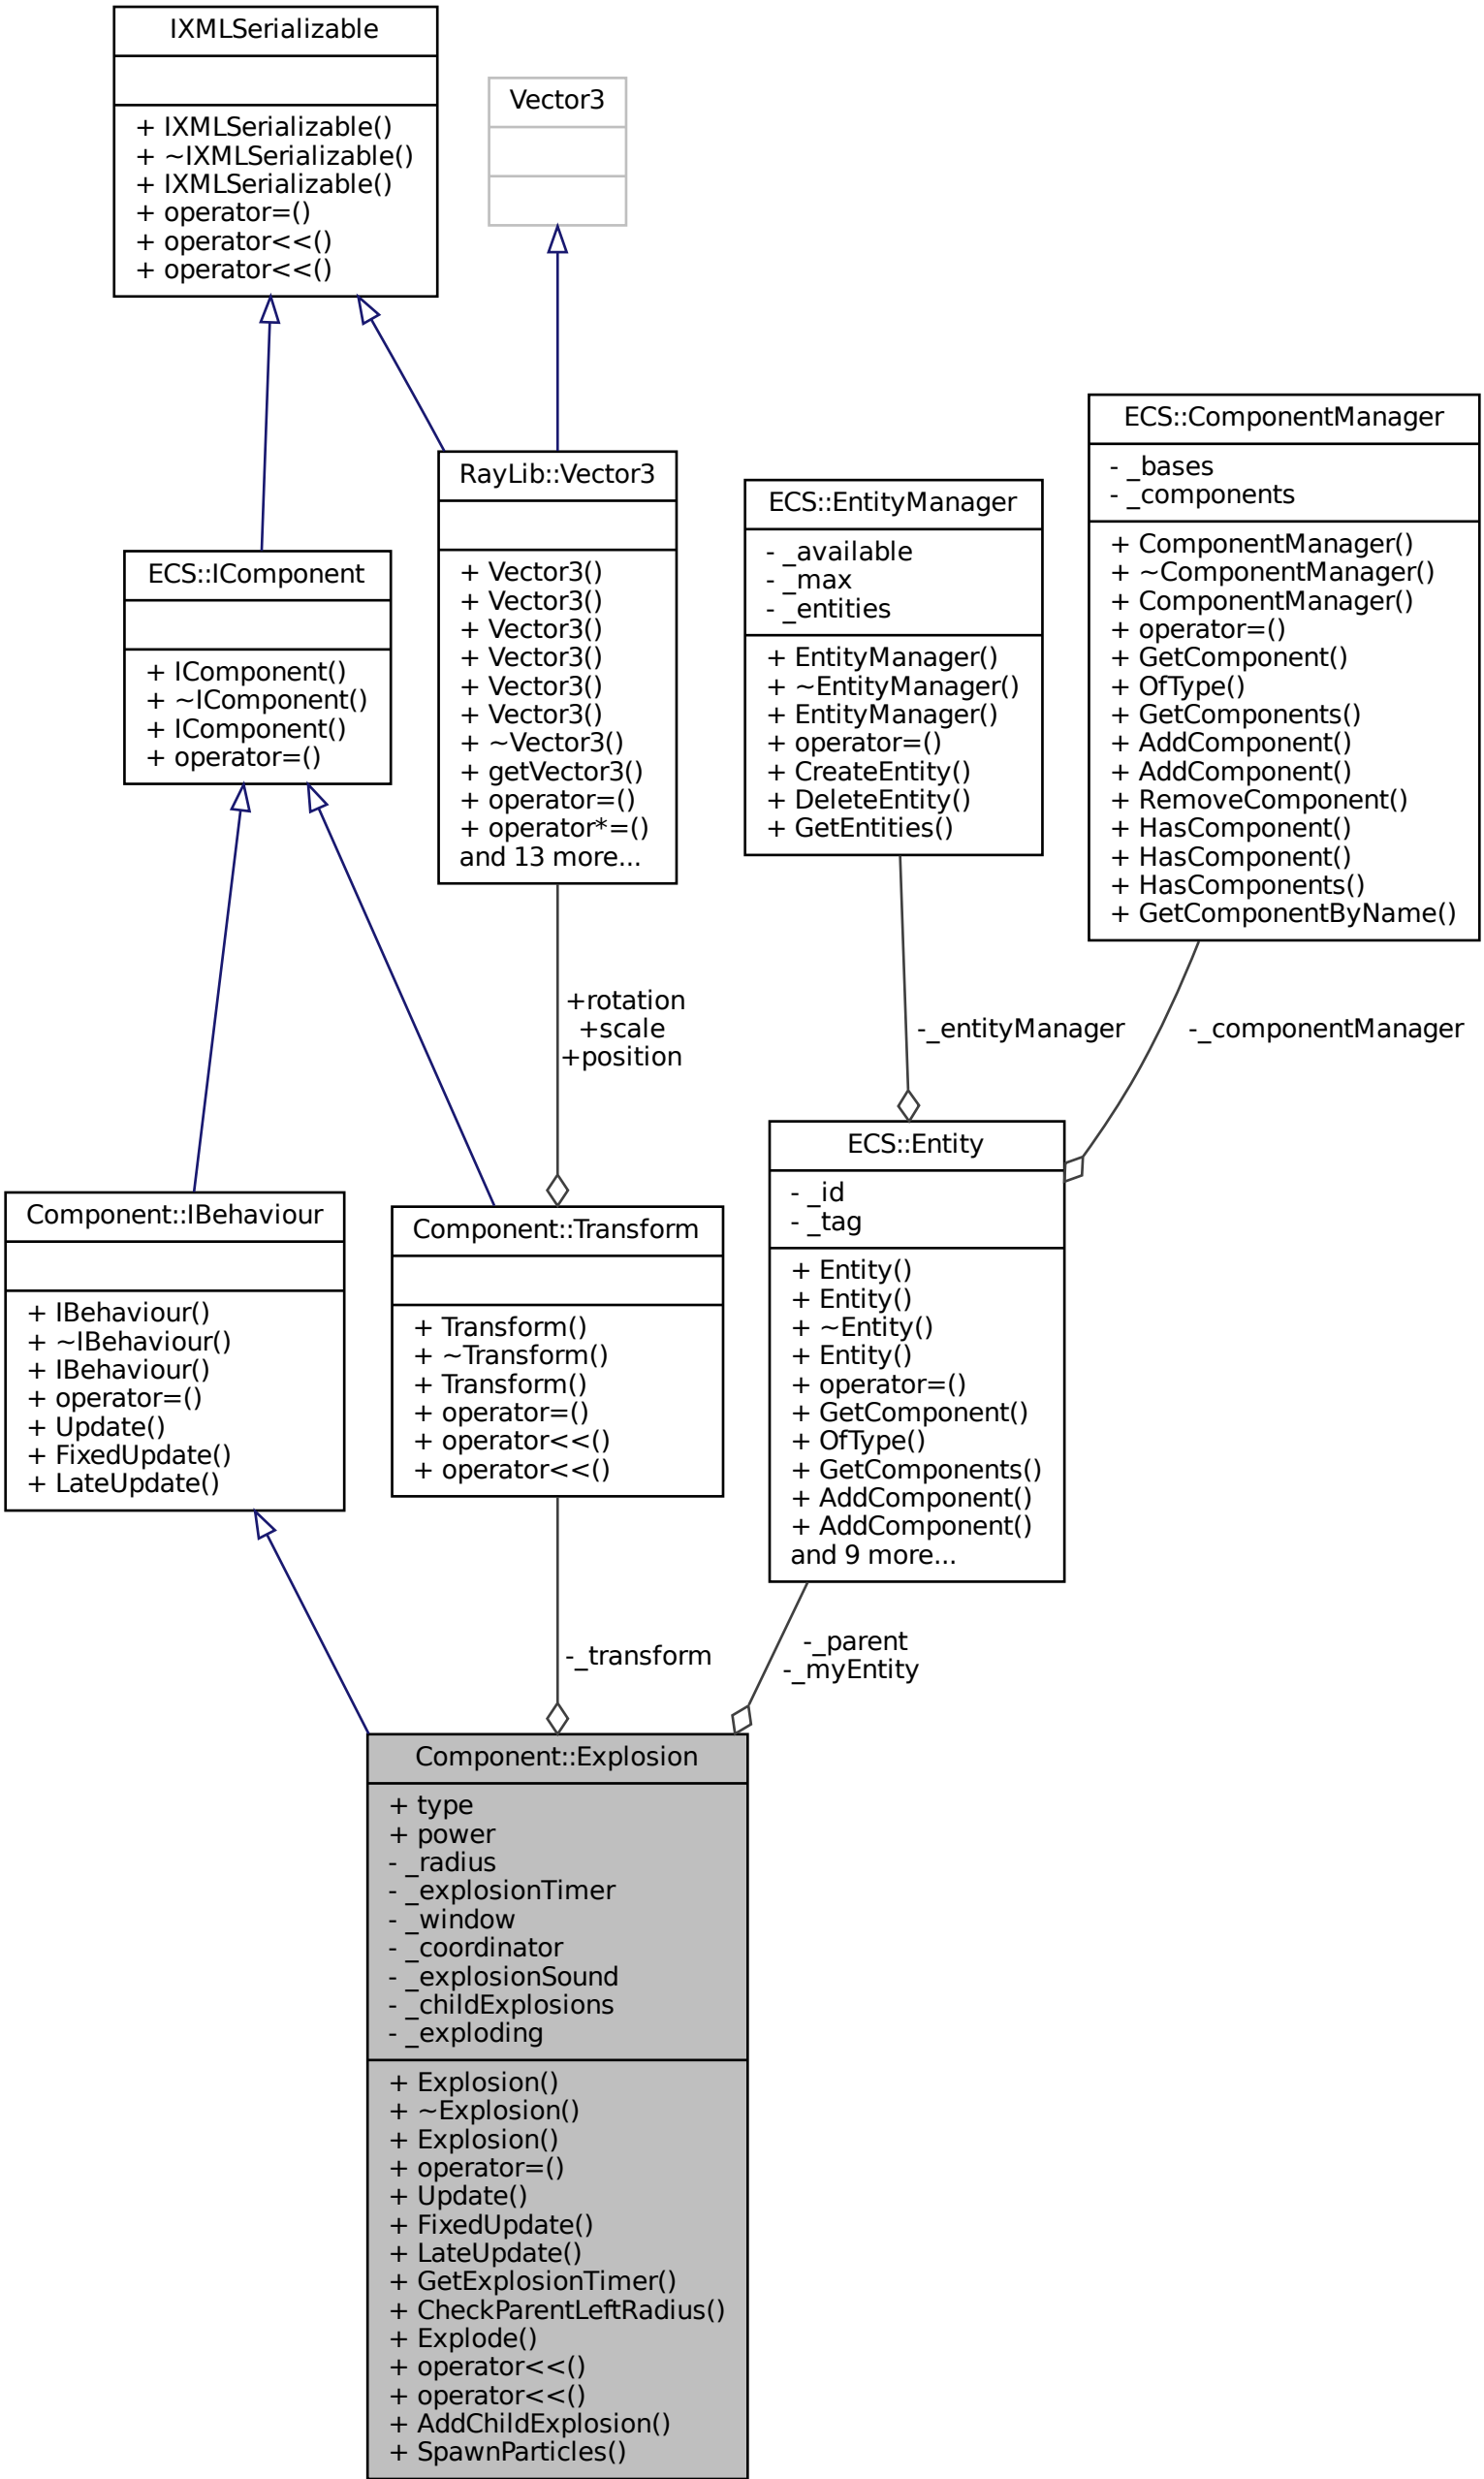 IXMLSerializable
+ IXMLSerializable()
+ ~IXMLSerializable()
+ IXMLSerializable()
+ operator=()
+ operator<<()
+ operator<<()
Vector3
ECS::IComponent
+ IComponent()
+ ~IComponent()
+ IComponent()
+ operator=()
RayLib::Vector3
+ Vector3()
+ Vector3()
+ Vector3()
+ Vector3()
+ Vector3()
+ Vector3()
+ ~Vector3()
+ getVector3()
+ operator=()
+ operator*=()
and 13 more...
ECS::EntityManager
- _available
- _max
- _entities
+ EntityManager()
+ ~EntityManager()
+ EntityManager()
+ operator=()
+ CreateEntity()
+ DeleteEntity()
+ GetEntities()
ECS::ComponentManager
- _bases
- _components
+ ComponentManager()
+ ~ComponentManager()
+ ComponentManager()
+ operator=()
+ GetComponent()
+ OfType()
+ GetComponents()
+ AddComponent()
+ AddComponent()
+ RemoveComponent()
+ HasComponent()
+ HasComponent()
+ HasComponents()
+ GetComponentByName()
+rotation
+scale
+position
-_entityManager
-_componentManager
Component::IBehaviour
+ IBehaviour()
+ ~IBehaviour()
+ IBehaviour()
+ operator=()
+ Update()
+ FixedUpdate()
+ LateUpdate()
Component::Transform
+ Transform()
+ ~Transform()
+ Transform()
+ operator=()
+ operator<<()
+ operator<<()
ECS::Entity
- _id
- _tag
+ Entity()
+ Entity()
+ ~Entity()
+ Entity()
+ operator=()
+ GetComponent()
+ OfType()
+ GetComponents()
+ AddComponent()
+ AddComponent()
and 9 more...
-_transform
-_parent
-_myEntity
Component::Explosion
+ type
+ power
- _radius
- _explosionTimer
- _window
- _coordinator
- _explosionSound
- _childExplosions
- _exploding
+ Explosion()
+ ~Explosion()
+ Explosion()
+ operator=()
+ Update()
+ FixedUpdate()
+ LateUpdate()
+ GetExplosionTimer()
+ CheckParentLeftRadius()
+ Explode()
+ operator<<()
+ operator<<()
+ AddChildExplosion()
+ SpawnParticles()